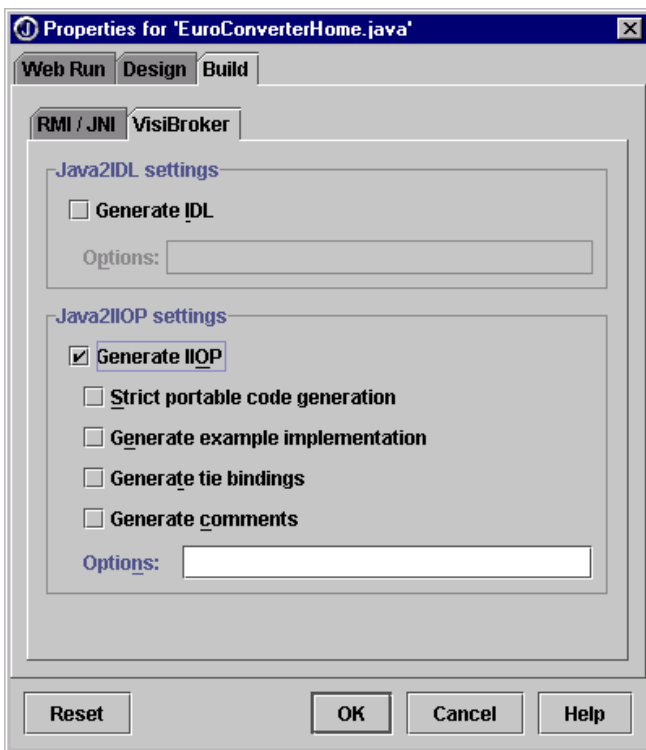 Properties for 'EuroConverterHome.java'
Web Run Design Build
RMI / JNI VisiBroker
Java2IDL settings
Generate IDL
Options:
Java2IIOP settings
Generate IIOP
Strict portable code generation
Generate example implementation
Generate tie bindings
Generate comments
Options:
Reset OK Cancel Help